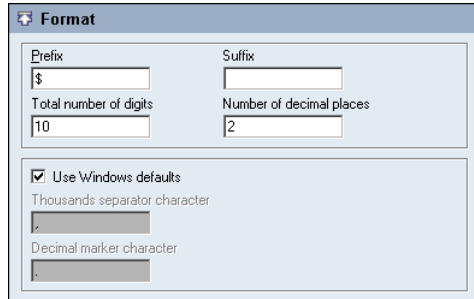 Format
Prefix Suffix
$
Total number of digits Number of decimal places
10 2
Use Windows defaults
Thousands separator character
,
Decimal marker character
.